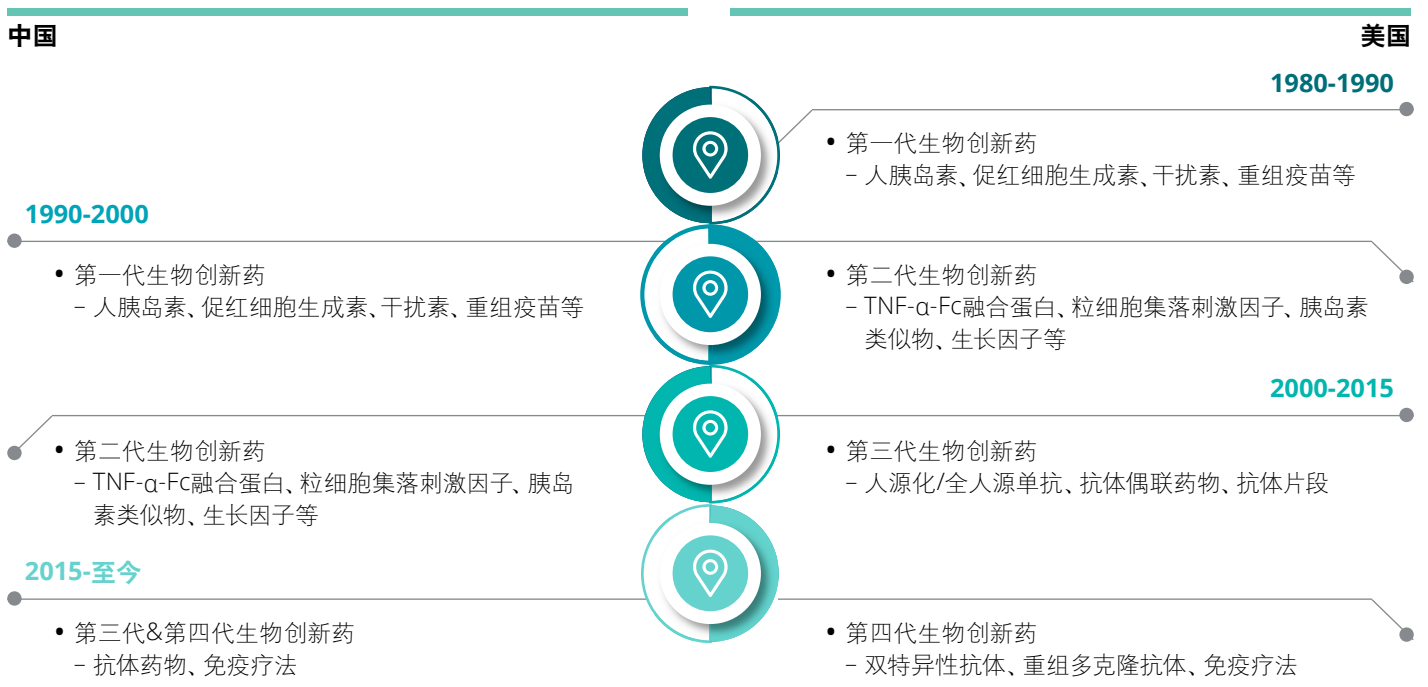 中国
美国
1980-1990
• 第一代生物创新药
– 人胰岛素、促红细胞生成素、干扰素、重组疫苗等
1990-2000
• 第一代生物创新药
– 人胰岛素、促红细胞生成素、干扰素、重组疫苗等
• 第二代生物创新药
– TNF-α-Fc融合蛋白、粒细胞集落刺激因子、胰岛素
类似物、生长因子等
2000-2015
• 第二代生物创新药
– TNF-α-Fc融合蛋白、粒细胞集落刺激因子、胰岛
素类似物、生长因子等
• 第三代生物创新药
– 人源化/全人源单抗、抗体偶联药物、抗体片段
2015-至今
• 第三代&第四代生物创新药
– 抗体药物、免疫疗法
• 第四代生物创新药
– 双特异性抗体、重组多克隆抗体、免疫疗法